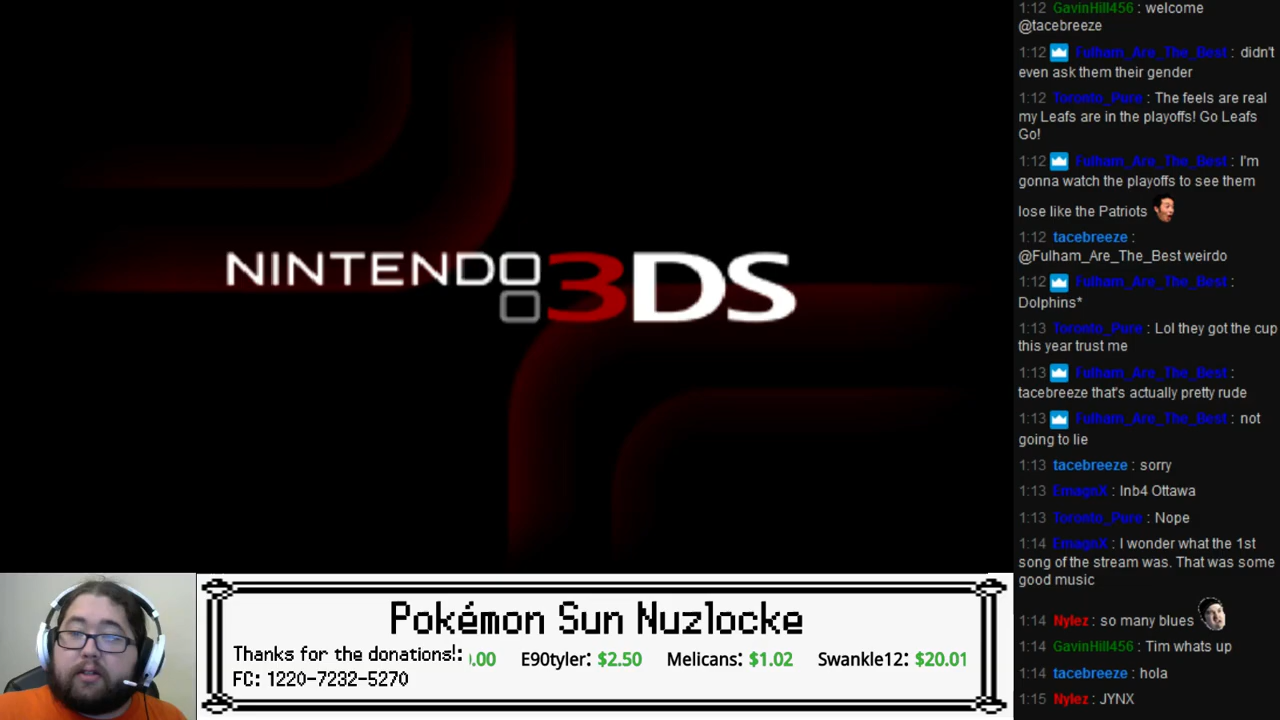 NINTENDO 3DS
Pokémon Sun Nuzlocke
Thanks for the donations!: .00 E90tyler: $2.50 Melicans: $1.02 Swankle12: $20.01
FC: 1220-7232-5270
1:12 GavinHill456 : welcome
@tacebreeze
1:12 Fulham_Are_The_Best : didn't
even ask them their gender
1:12 Toronto_Pure : The feels are real
my Leafs are in the playoffs! Go Leafs
Go!
1:12 Fulham_Are_The_Best : I'm
gonna watch the playoffs to see them
lose like the Patriots
1:12 tacebreeze :
@Fulham_Are_The_Best weirdo
1:12 Fulham_Are_The_Best :
Dolphins*
1:13 Toronto_Pure : Lol they got the cup
this year trust me
1:13 Fulham_Are_The_Best :
tacebreeze that's actually pretty rude
1:13 Fulham_Are_The_Best : not
going to lie
1:13 tacebreeze : sorry
1:13 EmagnX : Inb4 Ottawa
1:13 Toronto_Pure : Nope
1:14 EmagnX : I wonder what the 1st
song of the stream was. That was some
good music
1:14 Nylez : so many blues
1:14 GavinHill456 : Tim whats up
1:14 tacebreeze : hola
1:15 Nylez : JYNX